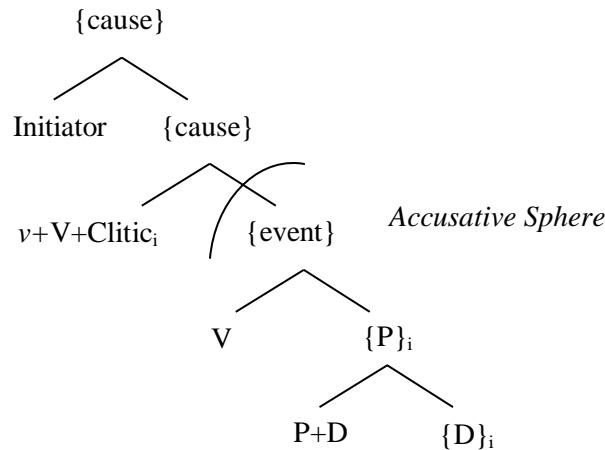 {cause}
Initiator {cause}
v+V+Cliticᵢ {event} Accusative Sphere
V {P}ᵢ
P+D {D}ᵢ